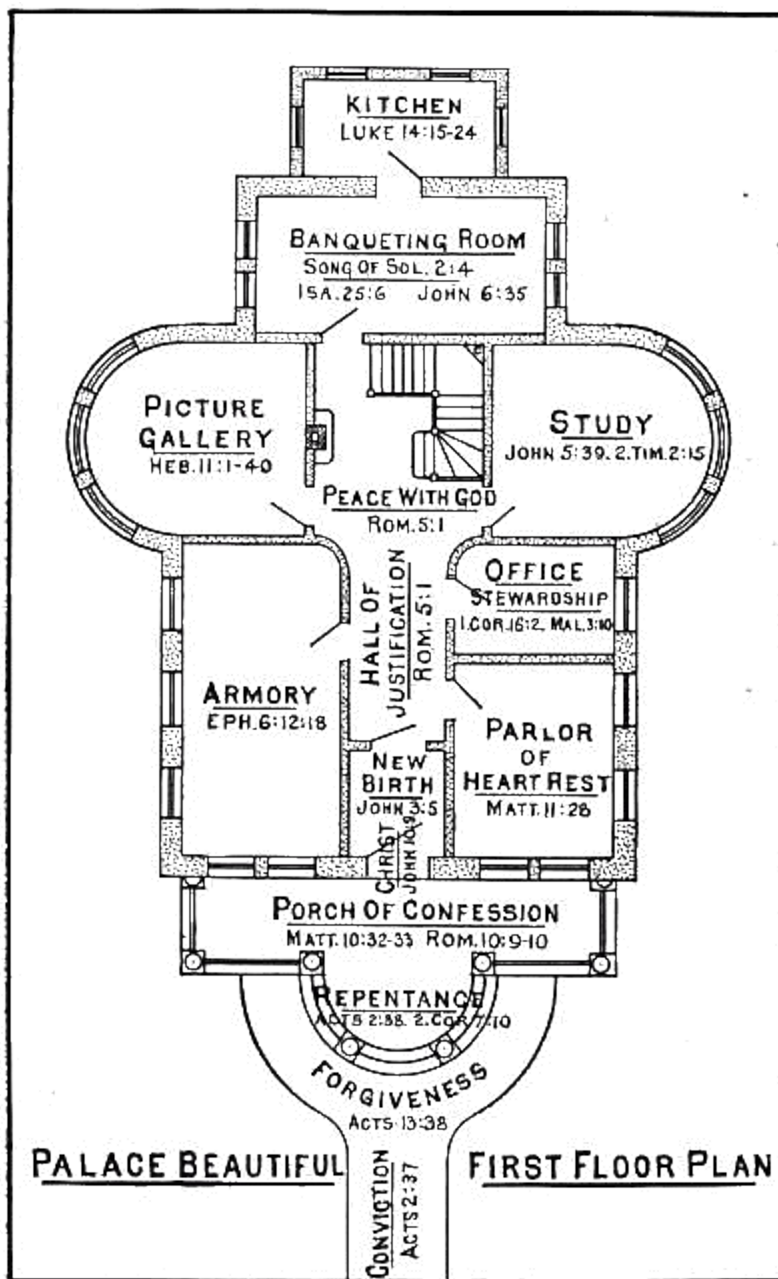 KITCHEN
LUKE 14:15-24
BANQUETING ROOM
SONG OF SOL. 2:4
ISA. 25:6 JOHN 6:35
PICTURE
GALLERY
HEB. 11:1-40
STUDY
JOHN 5:39. 2. TIM. 2:15
PEACE WITH GOD
ROM. 5:1
HALL OF
JUSTIFICATION
ROM. 5:1
OFFICE
STEWARDSHIP
1. COR. 16:2. MAL. 3:10
ARMORY
EPH. 6:12:18
PARLOR
OF
HEART REST
MATT. 11:28
NEW
BIRTH
JOHN 3:5
CHRIST
JOHN 10:9
PORCH OF CONFESSION
MATT. 10:32-33 ROM. 10:9-10
REPENTANCE
ACTS 2:38. 2. COR. 7:10
FORGIVENESS
ACTS 13:38
PALACE BEAUTIFUL FIRST FLOOR PLAN
CONVICTION
ACTS 2:37